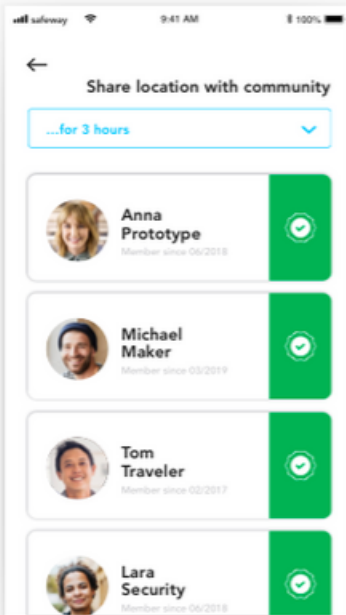 safeway 9:41 AM 100%
Share location with community
...for 3 hours
Anna
Prototype
Member since 06/2018
Michael
Maker
Member since 03/2019
Tom
Traveler
Member since 02/2017
Lara
Security
Member since 06/2018